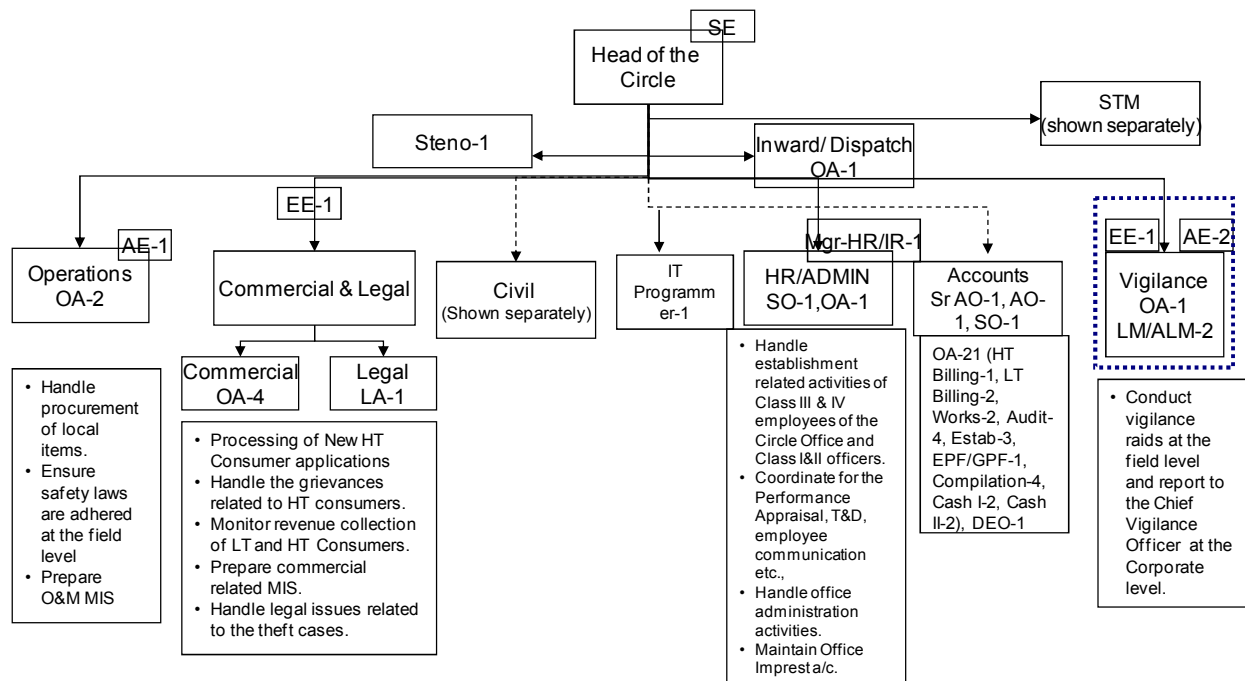 SE
Head of the
Circle
STM
(shown separately)
Steno-1
Inward/ Dispatch
OA-1
EE-1
AE-1
Operations
OA-2
Commercial & Legal
Civil
(Shown separately)
IT
Programm
er-1
Mgr-HR/IR-1
HR/ADMIN
SO-1,OA-1
Accounts
Sr AO-1, AO-
1, SO-1
EE-1
AE-2
Vigilance
OA-1
LM/ALM-2
Commercial
OA-4
Legal
LA-1
• Handle
procurement
of local
items.
• Ensure
safety laws
are adhered
at the field
level
• Prepare
O&M MIS
• Processing of New HT
Consumer applications
• Handle the grievances
related to HT consumers.
• Monitor revenue collection
of LT and HT Consumers.
• Prepare commercial
related MIS.
• Handle legal issues related
to the theft cases.
• Handle
establishment
related activities of
Class III & IV
employees of the
Circle Office and
Class I&II officers.
• Coordinate for the
Performance
Appraisal, T&D,
employee
communication
etc.,
• Handle office
administration
activities.
• Maintain Office
Imprest a/c.
OA-21 (HT
Billing-1, LT
Billing-2,
Works-2, Audit-
4, Estab-3,
EPF/GPF-1,
Compilation-4,
Cash I-2, Cash
II-2), DEO-1
• Conduct
vigilance
raids at the
field level
and report to
the Chief
Vigilance
Officer at the
Corporate
level.